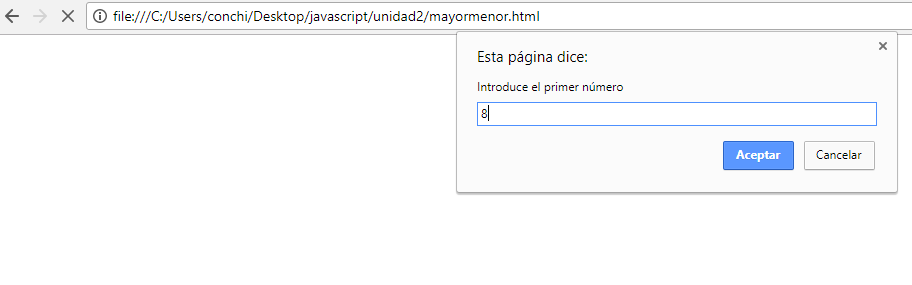 file:///C:/Users/conchi/Desktop/javascript/unidad2/mayormenor.html
Esta página dice:
Introduce el primer número
8
Aceptar Cancelar